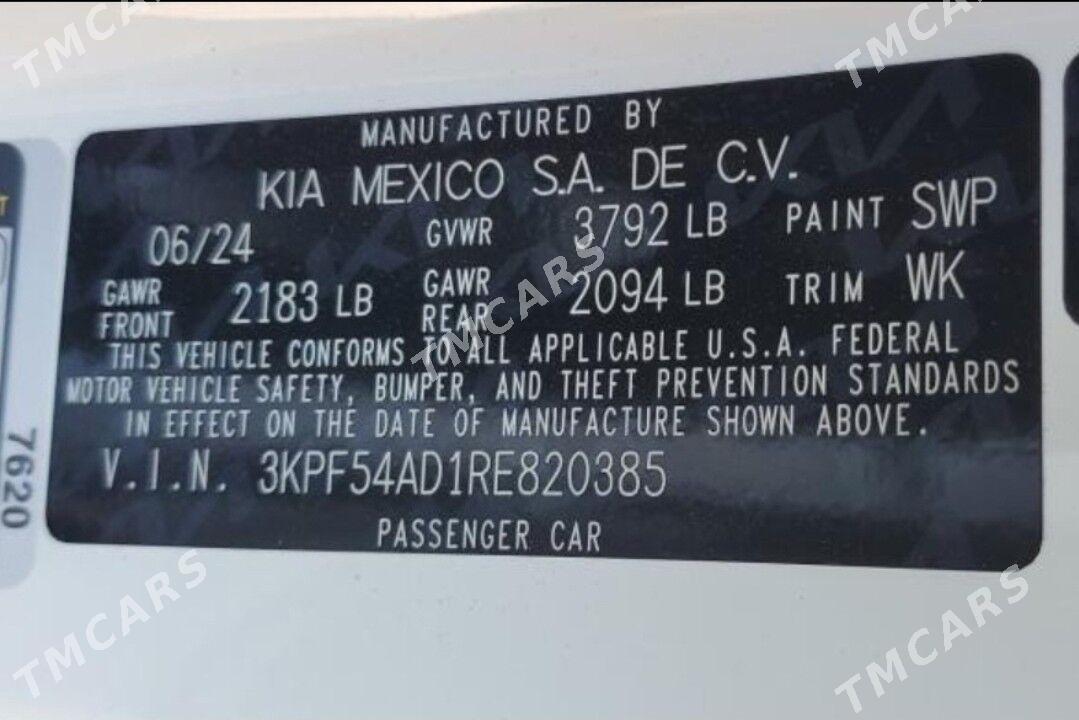 TMCARS TMCARS
MANUFACTURED BY
KIA MEXICO S.A. DE C.V.
06/24 GVWR 3792 LB PAINT SWP
GAWR FRONT 2183 LB GAWR REAR 2094 LB TRIM WK
TMCARS
THIS VEHICLE CONFORMS TO ALL APPLICABLE U.S.A. FEDERAL
MOTOR VEHICLE SAFETY, BUMPER, AND THEFT PREVENTION STANDARDS
IN EFFECT ON THE DATE OF MANUFACTURE SHOWN ABOVE.
V.I.N. 3KPF54AD1RE820385
PASSENGER CAR
7620
TMCARS TMCARS